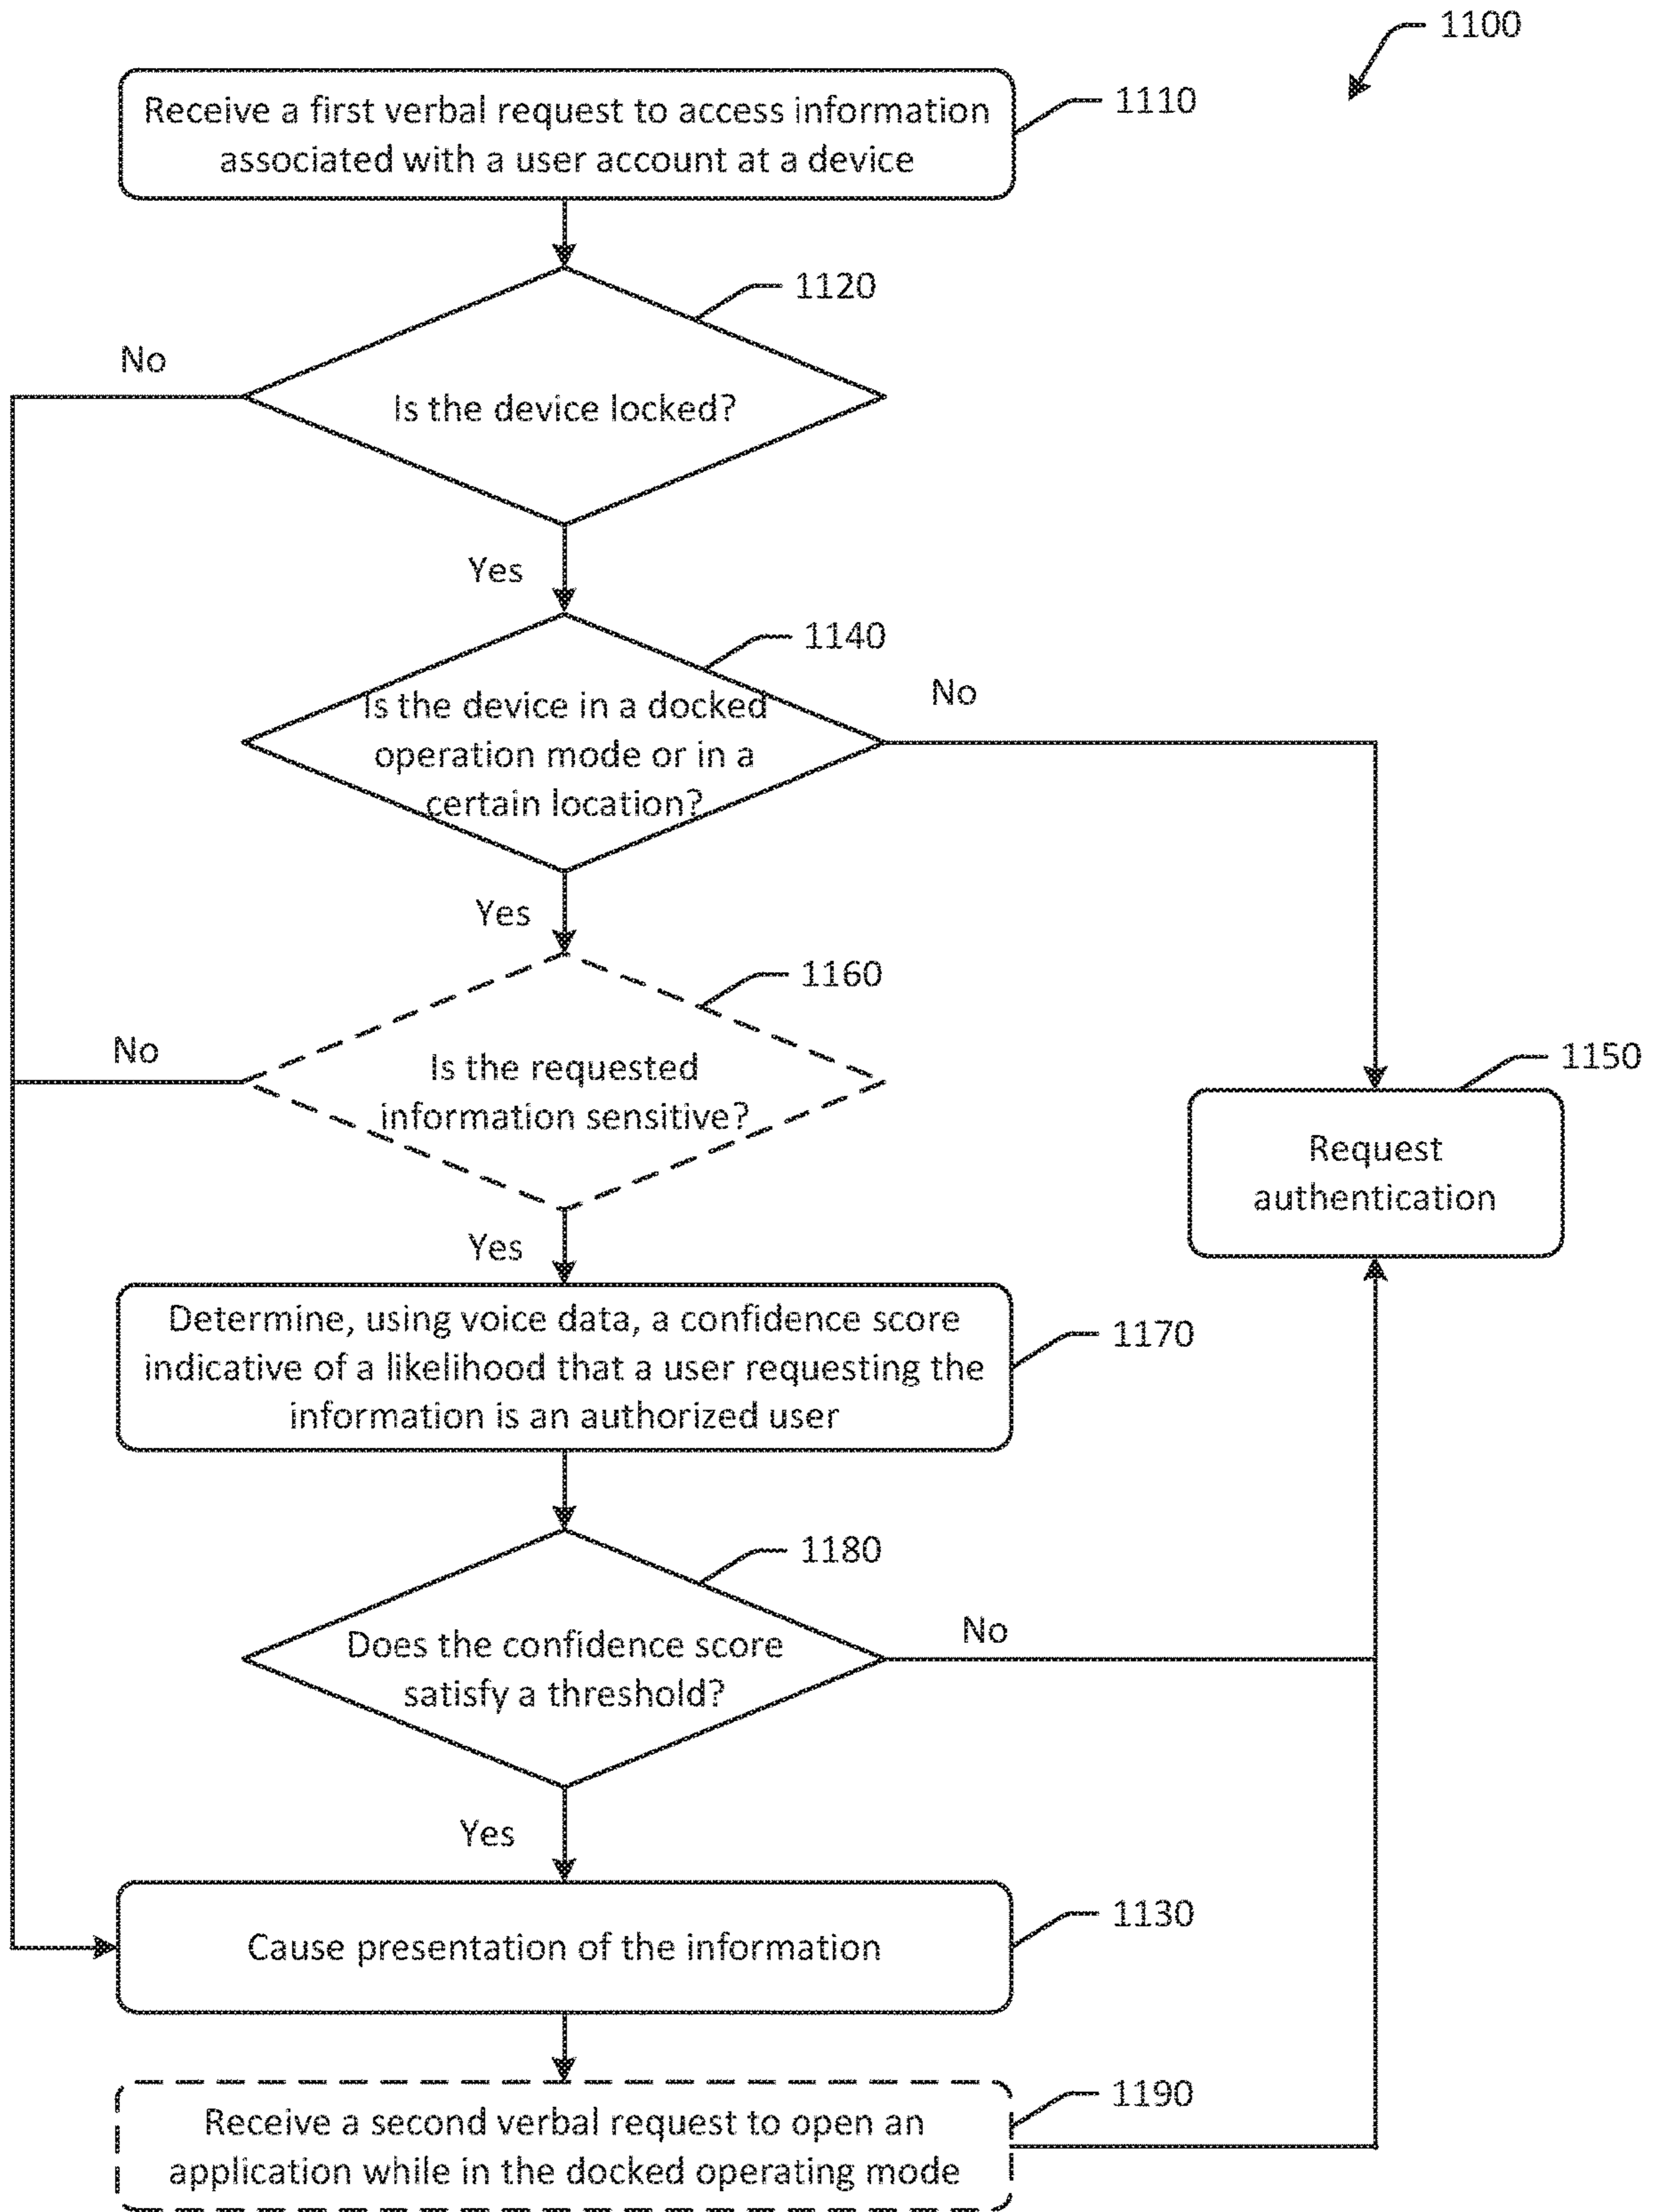 1100
Receive a first verbal request to access information
associated with a user account at a device
1110
1120
No
Is the device locked?
Yes
1140
No
Is the device in a docked
operation mode or in a
certain location?
Yes
1160
No
Is the requested
information sensitive?
1150
Request
authentication
Yes
Determine, using voice data, a confidence score
indicative of a likelihood that a user requesting the
information is an authorized user
1170
1180
No
Does the confidence score
satisfy a threshold?
Yes
1130
Cause presentation of the information
1190
Receive a second verbal request to open an
application while in the docked operating mode